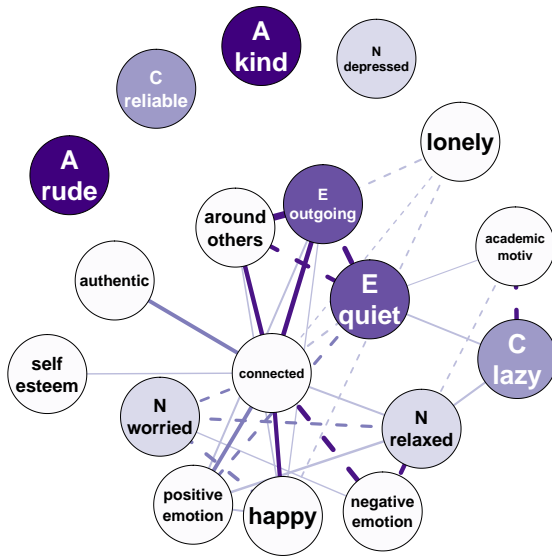 A
kind
N
depressed
C
reliable
lonely
A
rude
E
outgoing
around
others
academic
motiv
authentic
E
quiet
C
lazy
self
esteem
connected
N
worried
N
relaxed
positive
emotion
happy
negative
emotion